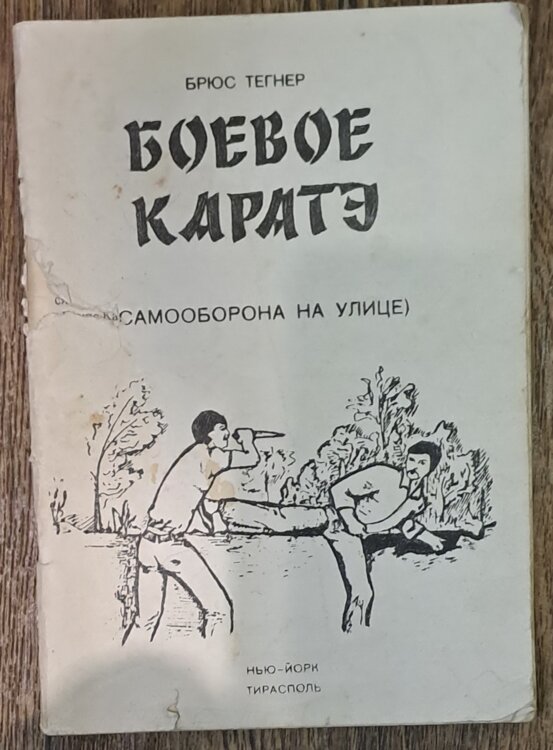 БРЮС ТЕГНЕР
БОЕВОЕ
КАРАТЭ
САМООБОРОНА НА УЛИЦЕ)
НЬЮ-ЙОРК
ТИРАСПОЛЬ